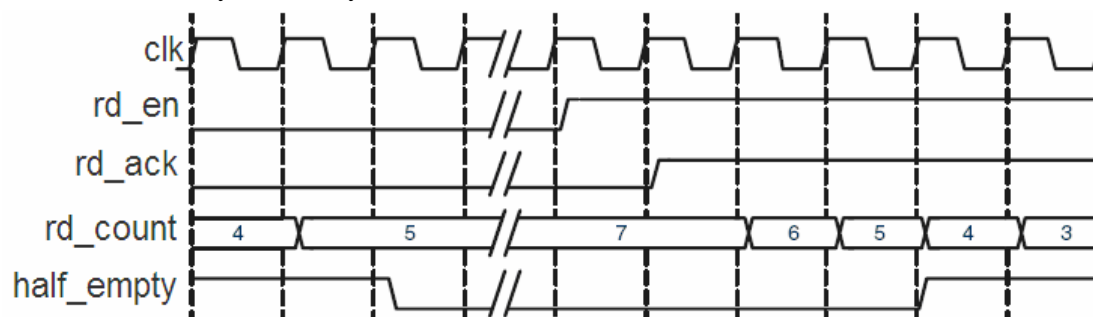 clk
rd_en
rd_ack
rd_count 4 5 7 6 5 4 3
half_empty